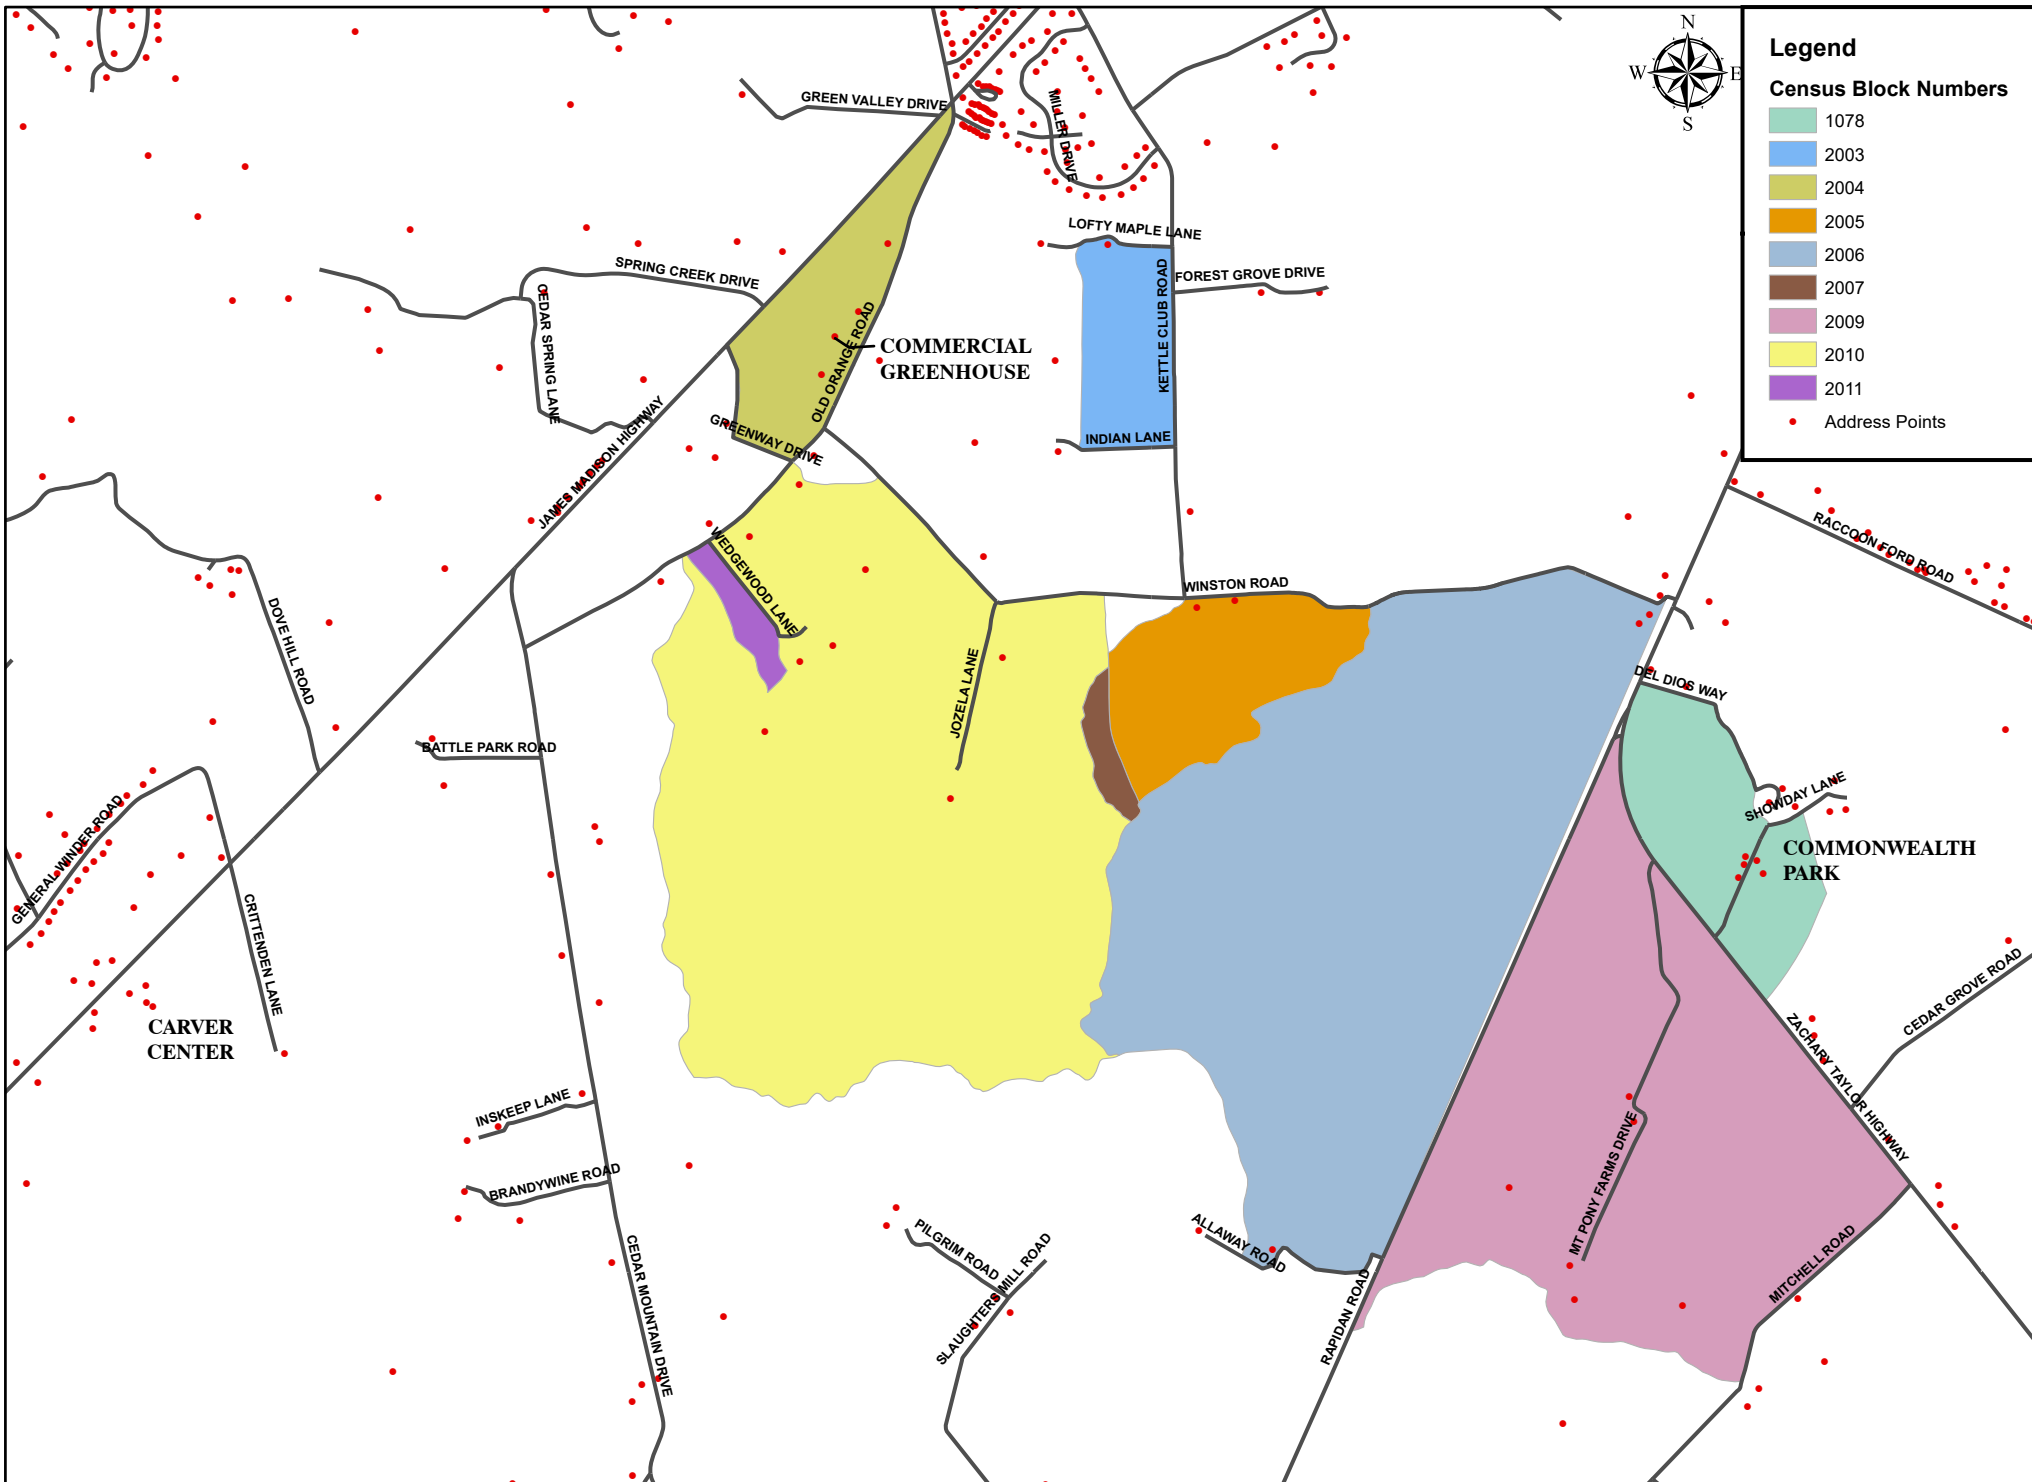 N
W
E
S
Legend
Census Block Numbers
1078
2003
2004
2005
2006
2007
2009
2010
2011
Address Points
GREEN VALLEY DRIVE
MILLER DRIVE
LOFTY MAPLE LANE
SPRING CREEK DRIVE
FOREST GROVE DRIVE
KETTLE CLUB ROAD
CEDAR SPRING LANE
OLD ORANGE ROAD
COMMERCIAL
GREENHOUSE
JAMES MADISON HIGHWAY
GREENWAY DRIVE
INDIAN LANE
RACCOON FORD ROAD
WEDGEWOOD LANE
WINSTON ROAD
DOVE HILL ROAD
JOZELA LANE
DEL DIOS WAY
BATTLE PARK ROAD
SHOWDAY LANE
GENERAL WINDER ROAD
COMMONWEALTH
PARK
CRITTENDEN LANE
CEDAR GROVE ROAD
CARVER
CENTER
ZACHARY TAYLOR HIGHWAY
INSKEEP LANE
MT PONY FARMS DRIVE
BRANDYWINE ROAD
ALLAWAY ROAD
PILGRIM ROAD
SLAUGHTERS MILL ROAD
CEDAR MOUNTAIN DRIVE
RAPIDAN ROAD
MITCHELL ROAD